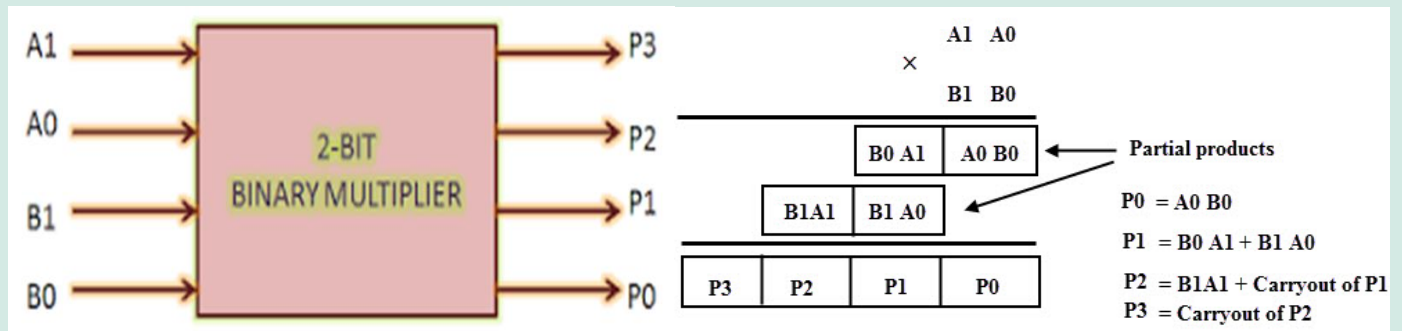 A1
A0
B1
B0
2-BIT
BINARY MULTIPLIER
P3
P2
P1
P0
A1 A0
×
B1 B0
B0 A1 A0 B0
B1A1 B1 A0
P3 P2 P1 P0
Partial products
P0 = A0 B0
P1 = B0 A1 + B1 A0
P2 = B1A1 + Carryout of P1
P3 = Carryout of P2